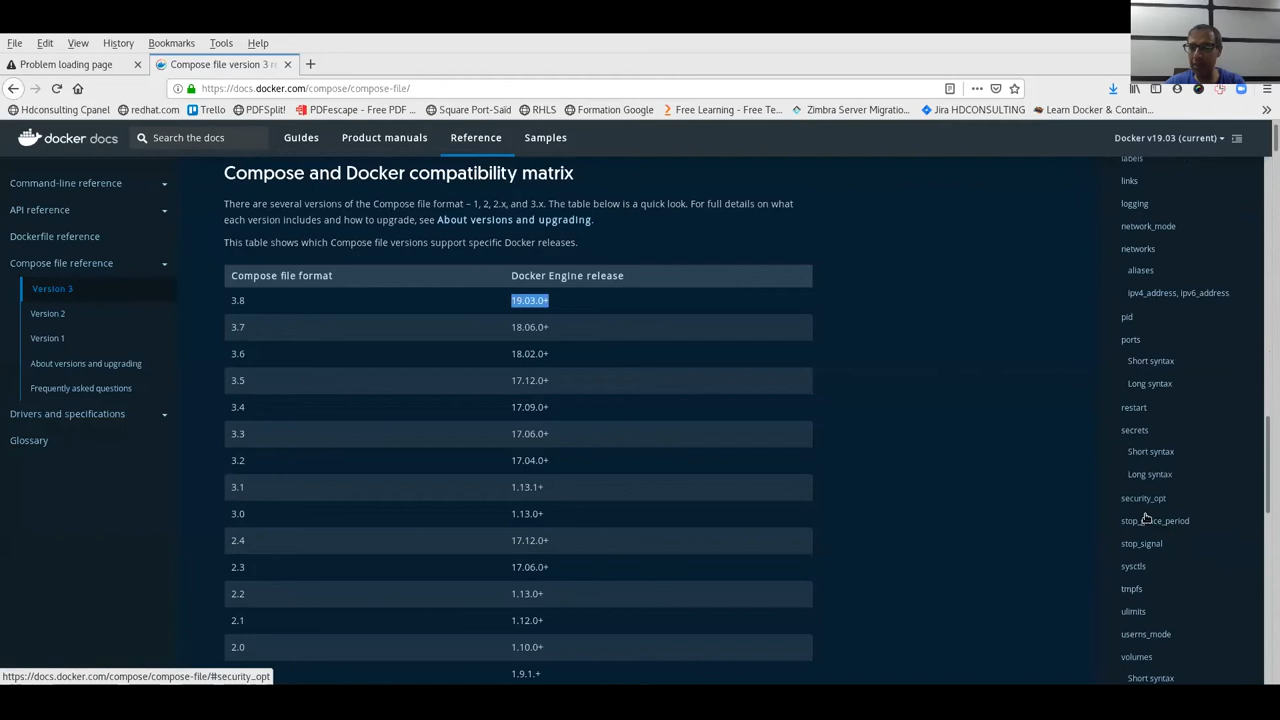 File Edit View History Bookmarks Tools Help
Problem loading page × Compose file version 3 re × +
https://docs.docker.com/compose/compose-file/
Hdconsulting Cpanel redhat.com Trello PDFSplit! PDFescape - Free PDF ... Square Port-Saïd RHLS Formation Google Free Learning - Free Te... Zimbra Server Migratio... Jira HDCONSULTING Learn Docker & Contain...
docker docs Search the docs Guides Product manuals Reference Samples Docker v19.03 (current)
Command-line reference
API reference
Dockerfile reference
Compose file reference
Version 3
Version 2
Version 1
About versions and upgrading
Frequently asked questions
Drivers and specifications
Glossary
Compose and Docker compatibility matrix
There are several versions of the Compose file format – 1, 2, 2.x, and 3.x. The table below is a quick look. For full details on what
each version includes and how to upgrade, see About versions and upgrading.
This table shows which Compose file versions support specific Docker releases.
Compose file format Docker Engine release
3.8 19.03.0+
3.7 18.06.0+
3.6 18.02.0+
3.5 17.12.0+
3.4 17.09.0+
3.3 17.06.0+
3.2 17.04.0+
3.1 1.13.1+
3.0 1.13.0+
2.4 17.12.0+
2.3 17.06.0+
2.2 1.13.0+
2.1 1.12.0+
2.0 1.10.0+
1.9.1.+
labels
links
logging
network_mode
networks
aliases
ipv4_address, ipv6_address
pid
ports
Short syntax
Long syntax
restart
secrets
Short syntax
Long syntax
security_opt
stop_grace_period
stop_signal
sysctls
tmpfs
ulimits
userns_mode
volumes
Short syntax
https://docs.docker.com/compose/compose-file/#security_opt